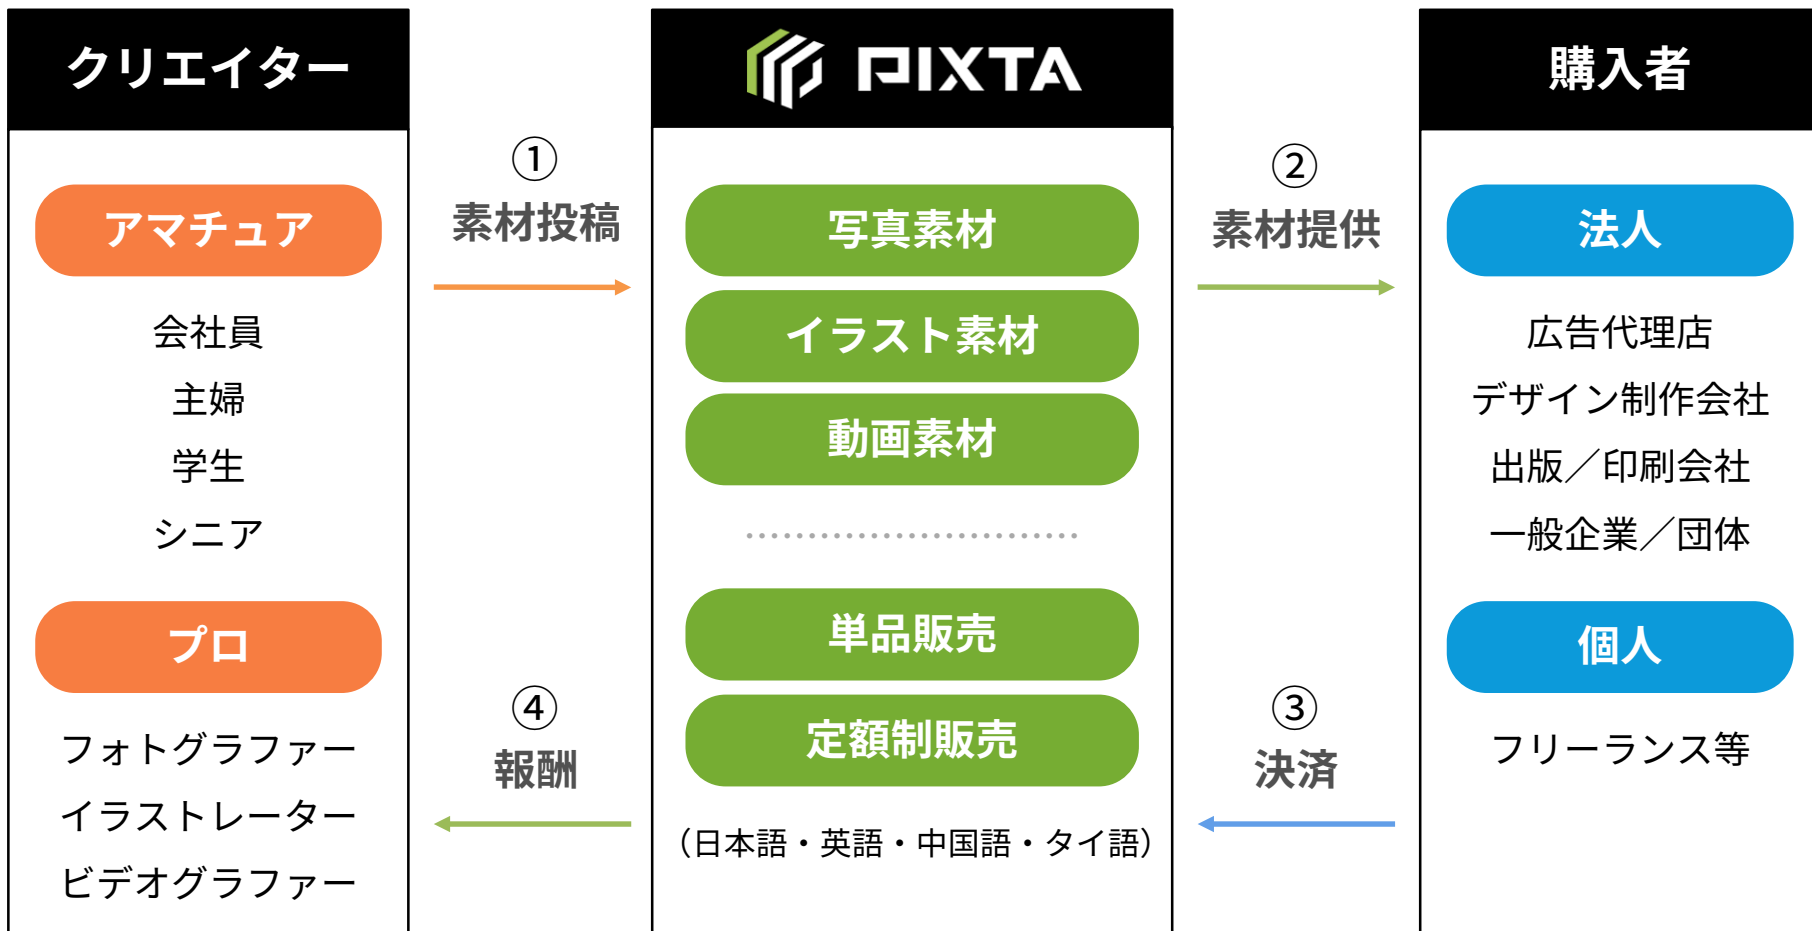 クリエイター
アマチュア
会社員
主婦
学生
シニア
プロ
フォトグラファー
イラストレーター
ビデオグラファー
①
素材投稿
④
報酬
PIXTA
写真素材
イラスト素材
動画素材
単品販売
定額制販売
（日本語・英語・中国語・タイ語）
②
素材提供
③
決済
購入者
法人
広告代理店
デザイン制作会社
出版／印刷会社
一般企業／団体
個人
フリーランス等